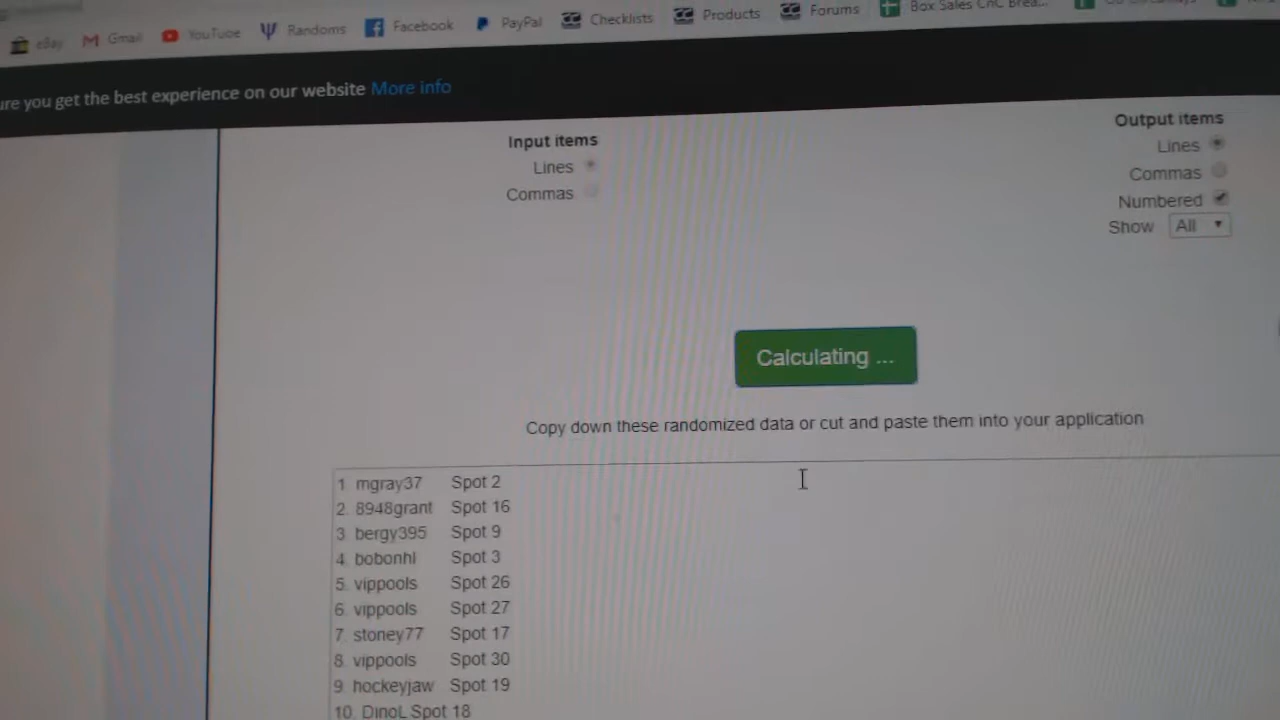 eBay Gmail YouTube Randoms Facebook PayPal Checklists Products Forums Box Sales CnC Brea...
ure you get the best experience on our website More info
Input items
Lines
Commas
Output items
Lines
Commas
Numbered
Show All
Calculating ...
Copy down these randomized data or cut and paste them into your application
1 mgray37 Spot 2
2. 8948grant Spot 16
3. bergy395 Spot 9
4. bobonhl Spot 3
5. vippools Spot 26
6. vippools Spot 27
7. stoney77 Spot 17
8. vippools Spot 30
9. hockeyjaw Spot 19
10. DinoL Spot 18